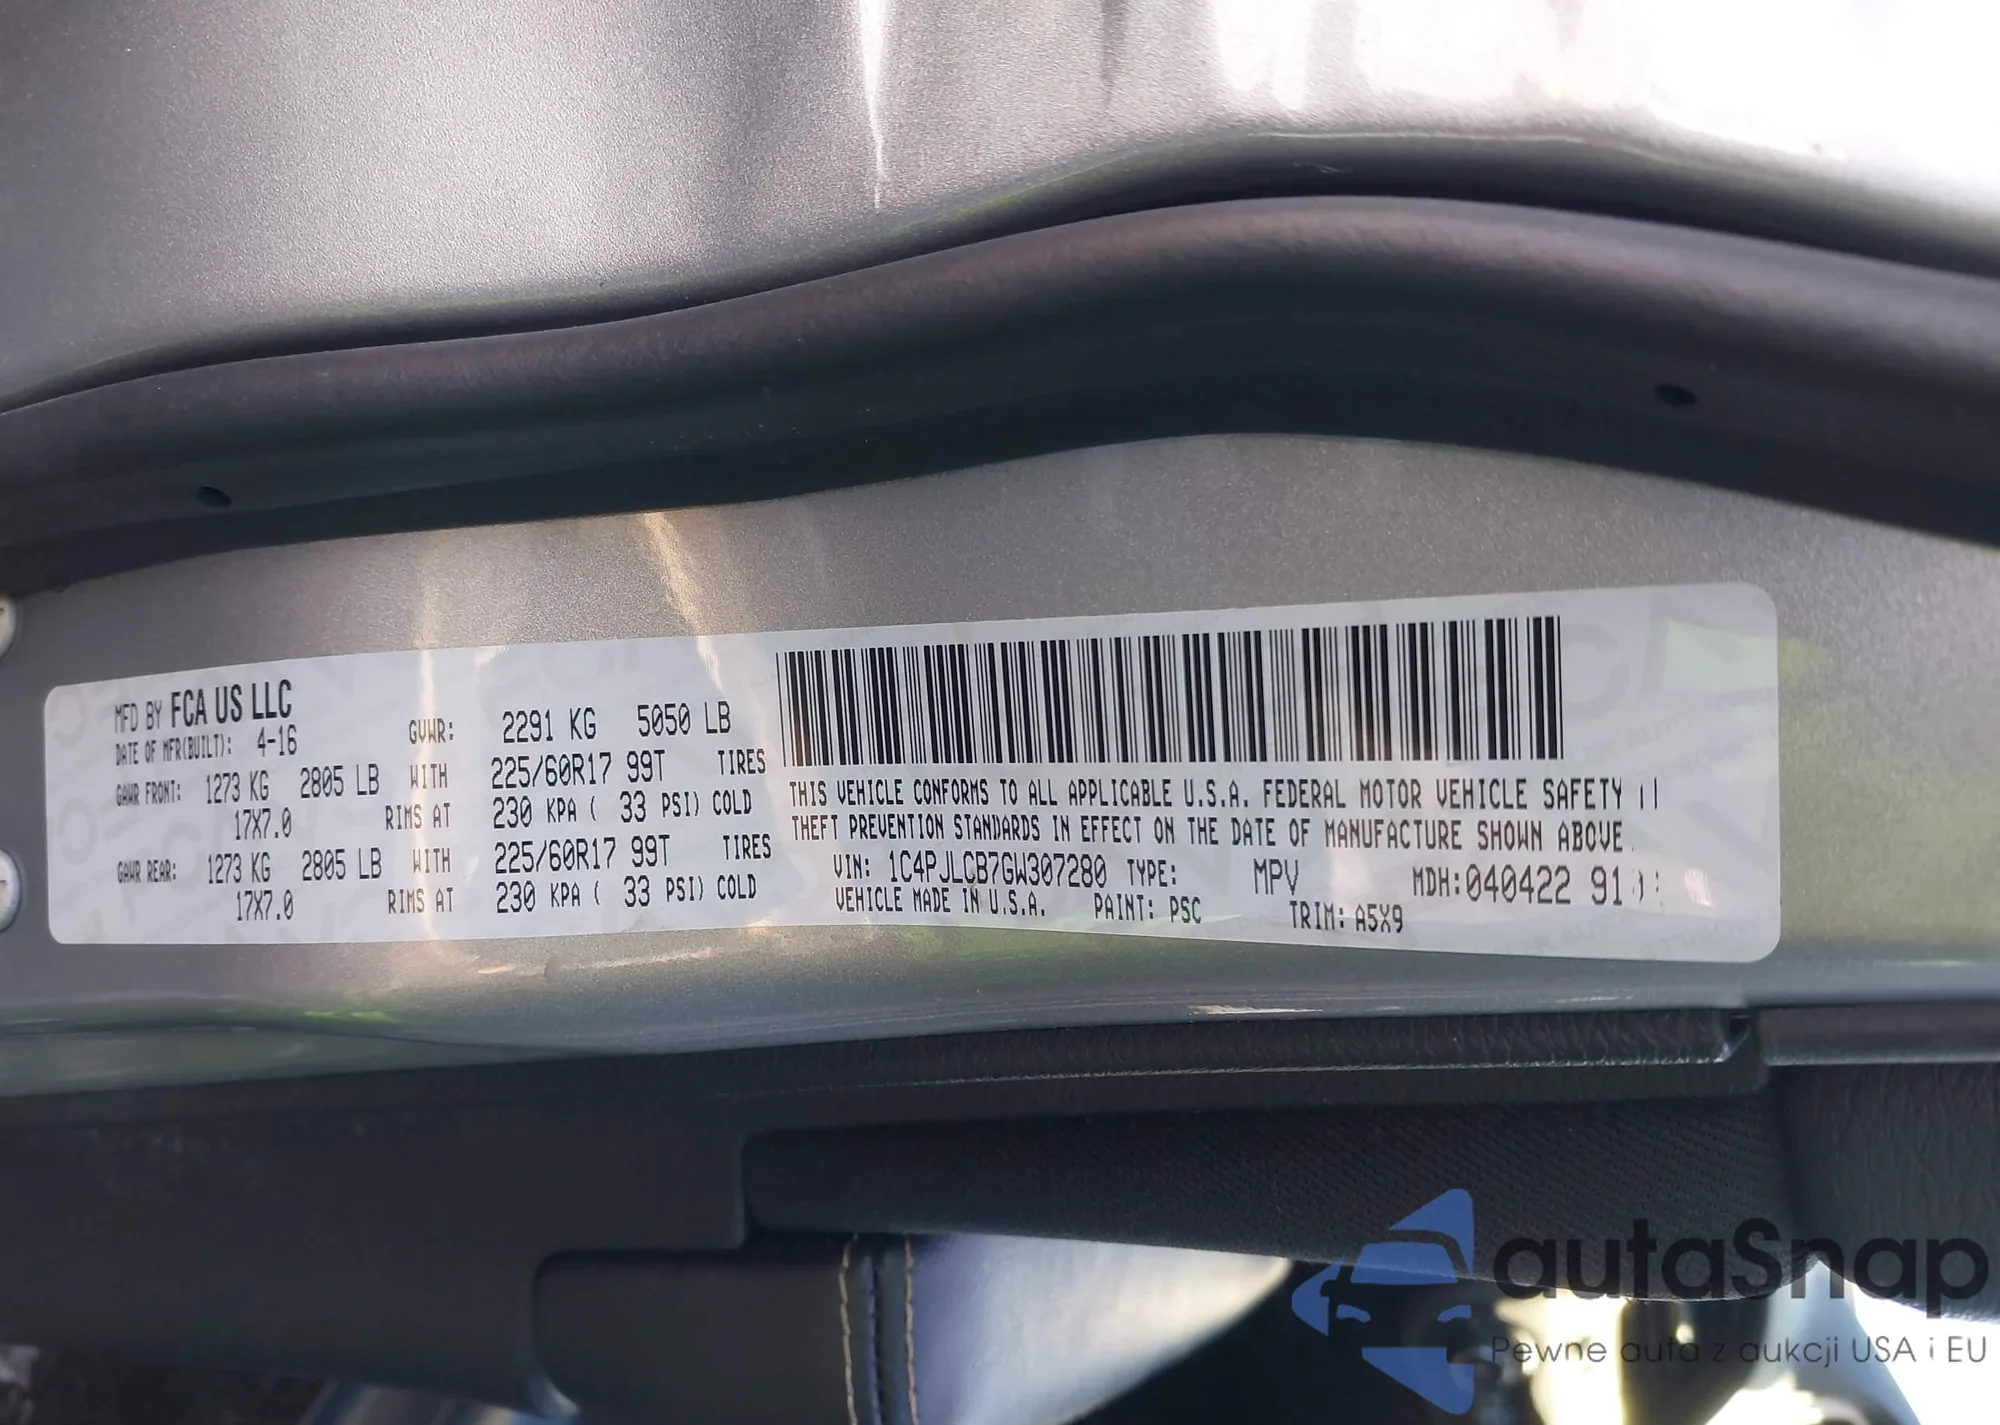 MFD BY FCA US LLC
DATE OF MFR(BUILT): 4-16
GVWR: 2291 KG 5050 LB
GAWR FRONT: 1273 KG 2805 LB WITH 225/60R17 99T TIRES
17X7.0 RIMS AT 230 KPA ( 33 PSI) COLD
GAWR REAR: 1273 KG 2805 LB WITH 225/60R17 99T TIRES
17X7.0 RIMS AT 230 KPA ( 33 PSI) COLD
THIS VEHICLE CONFORMS TO ALL APPLICABLE U.S.A. FEDERAL MOTOR VEHICLE SAFETY
THEFT PREVENTION STANDARDS IN EFFECT ON THE DATE OF MANUFACTURE SHOWN ABOVE.
VIN: 1C4PJLCB7GW307280 TYPE: MPV MDH:040422 91
VEHICLE MADE IN U.S.A. PAINT: PSC TRIM: A5X9
autaSnap
Pewne auta z aukcji USA i EU